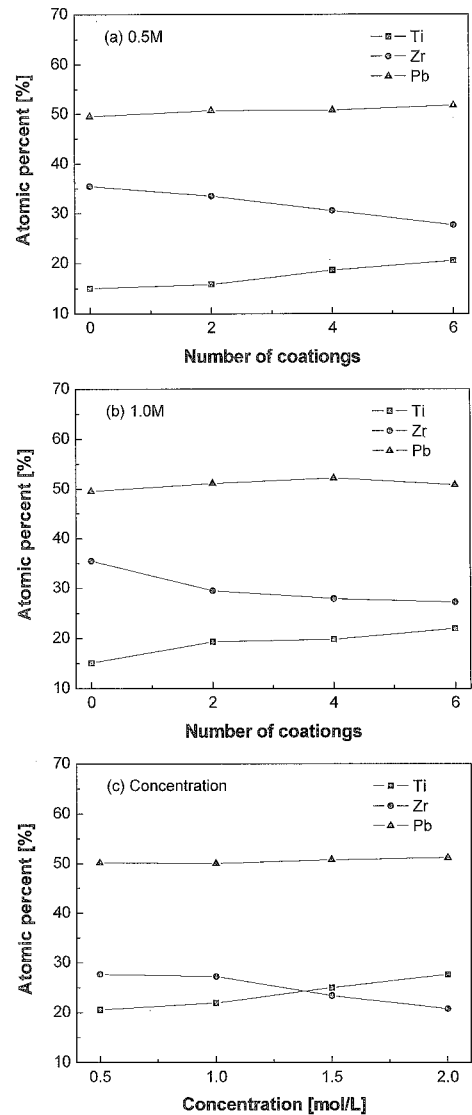 (a) 0.5M
Ti
Zr
Pb
70
60
50
40
30
20
10
0 2 4 6
Atomic percent [%]
Number of coationgs
(b) 1.0M
Ti
Zr
Pb
70
60
50
40
30
20
10
0 2 4 6
Atomic percent [%]
Number of coationgs
(c) Concentration
Ti
Zr
Pb
70
60
50
40
30
20
10
0.5 1.0 1.5 2.0
Atomic percent [%]
Concentration [mol/L]